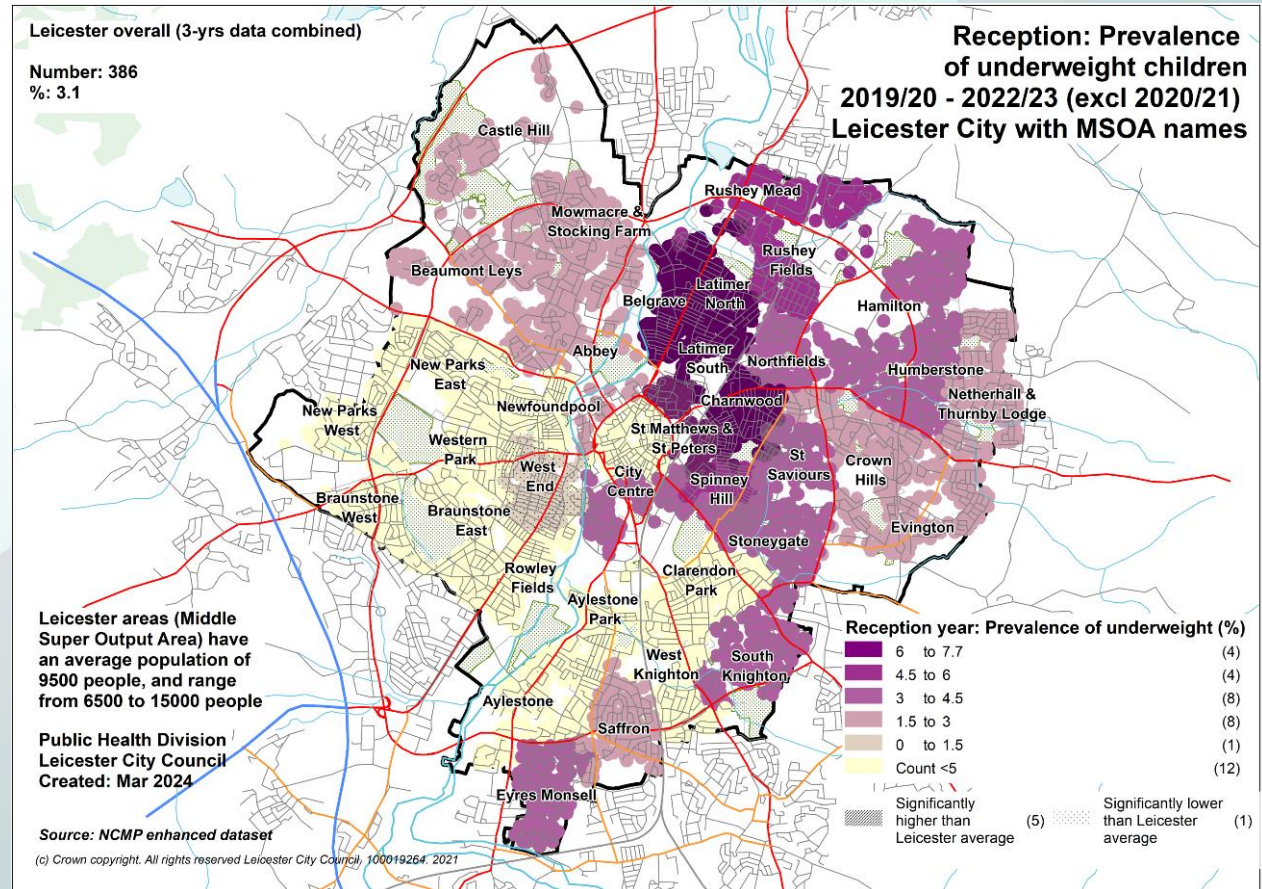 Leicester overall (3-yrs data combined)
Number: 386
%: 3.1
Reception: Prevalence
of underweight children
2019/20 - 2022/23 (excl 2020/21)
Leicester City with MSOA names
Castle Hill
Rushey Mead
Mowmacre &
Stocking Farm
Rushey
Fields
Beaumont Leys
Latimer
North
Belgrave
Hamilton
Abbey
Latimer
South
Northfields
New Parks
East
Humberstone
Newfoundpool
Charnwood
Netherhall &
Thurnby Lodge
New Parks
West
Western
Park
St Matthews &
St Peters
St
Saviours
Crown
Hills
West
End
City
Centre
Spinney
Hill
Braunstone
West
Braunstone
East
Evington
Stoneygate
Rowley
Fields
Clarendon
Park
Aylestone
Park
West
Knighton
South
Knighton
Aylestone
Saffron
Eyres Monsell
Leicester areas (Middle
Super Output Area) have
an average population of
9500 people, and range
from 6500 to 15000 people
Public Health Division
Leicester City Council
Created: Mar 2024
Source: NCMP enhanced dataset
(c) Crown copyright. All rights reserved Leicester City Council, 100019264. 2021
Reception year: Prevalence of underweight (%)
6 to 7.7 (4)
4.5 to 6 (4)
3 to 4.5 (8)
1.5 to 3 (8)
0 to 1.5 (1)
Count <5 (12)
Significantly
higher than
Leicester average (5)
Significantly lower
than Leicester
average (1)